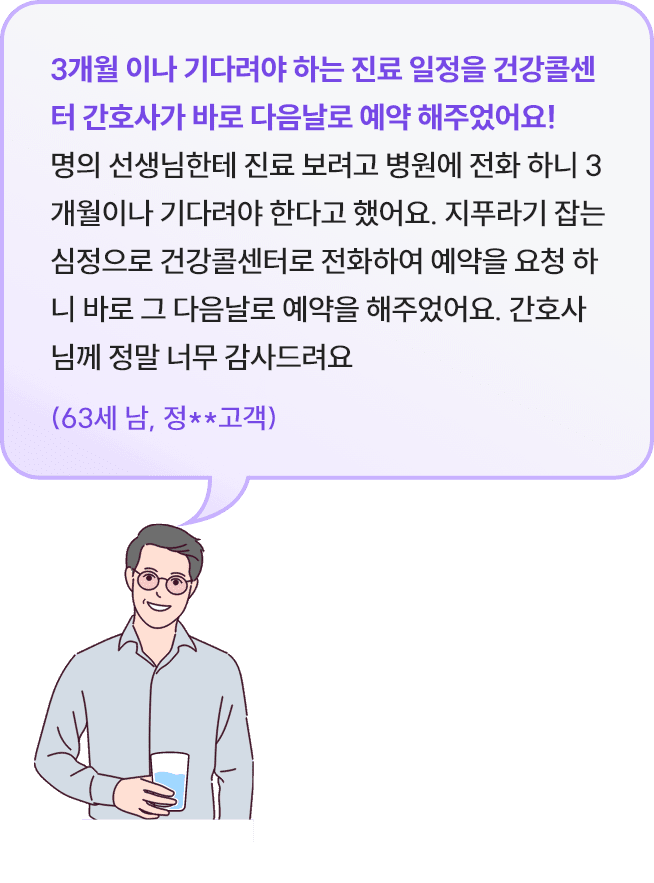 3개월 이나 기다려야 하는 진료 일정을 건강콜센
터 간호사가 바로 다음날로 예약 해주었어요!
명의 선생님한테 진료 보려고 병원에 전화 하니 3
개월이나 기다려야 한다고 했어요. 지푸라기 잡는
심정으로 건강콜센터로 전화하여 예약을 요청 하
니 바로 그 다음날로 예약을 해주었어요. 간호사
님께 정말 너무 감사드려요
(63세 남, 정**고객)